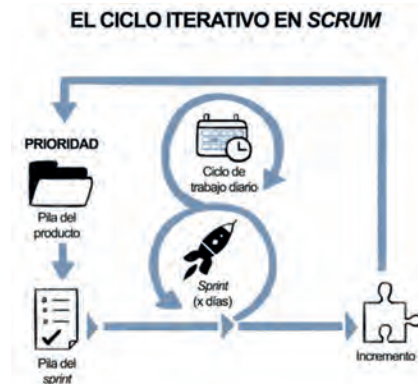 EL CICLO ITERATIVO EN SCRUM
PRIORIDAD
Pila del
producto
Ciclo de
trabajo diario
Sprint
(x días)
Pila del
sprint
Incremento